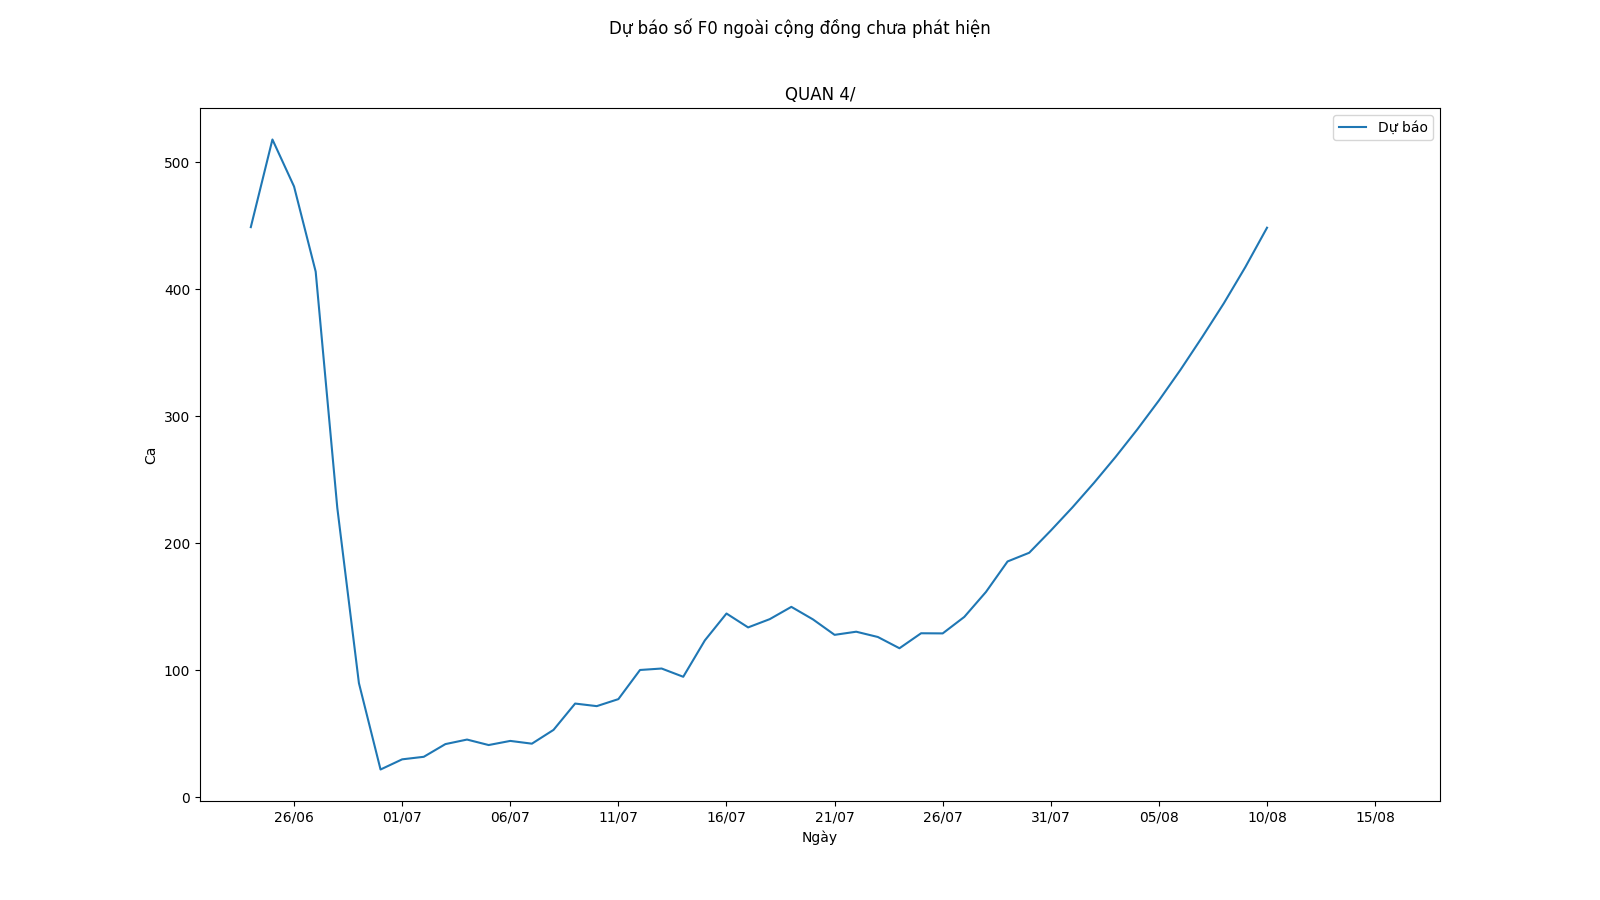 Dự báo số F0 ngoài cộng đồng chưa phát hiện
QUAN 4/
Dự báo
500
400
300
200
100
0
Ca
26/06 01/07 06/07 11/07 16/07 21/07 26/07 31/07 05/08 10/08 15/08
Ngày